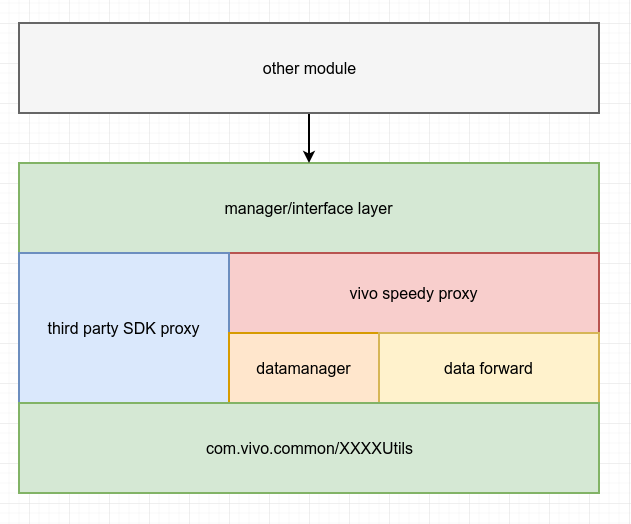 other module
manager/interface layer
third party SDK proxy
vivo speedy proxy
datamanager
data forward
com.vivo.common/XXXXUtils